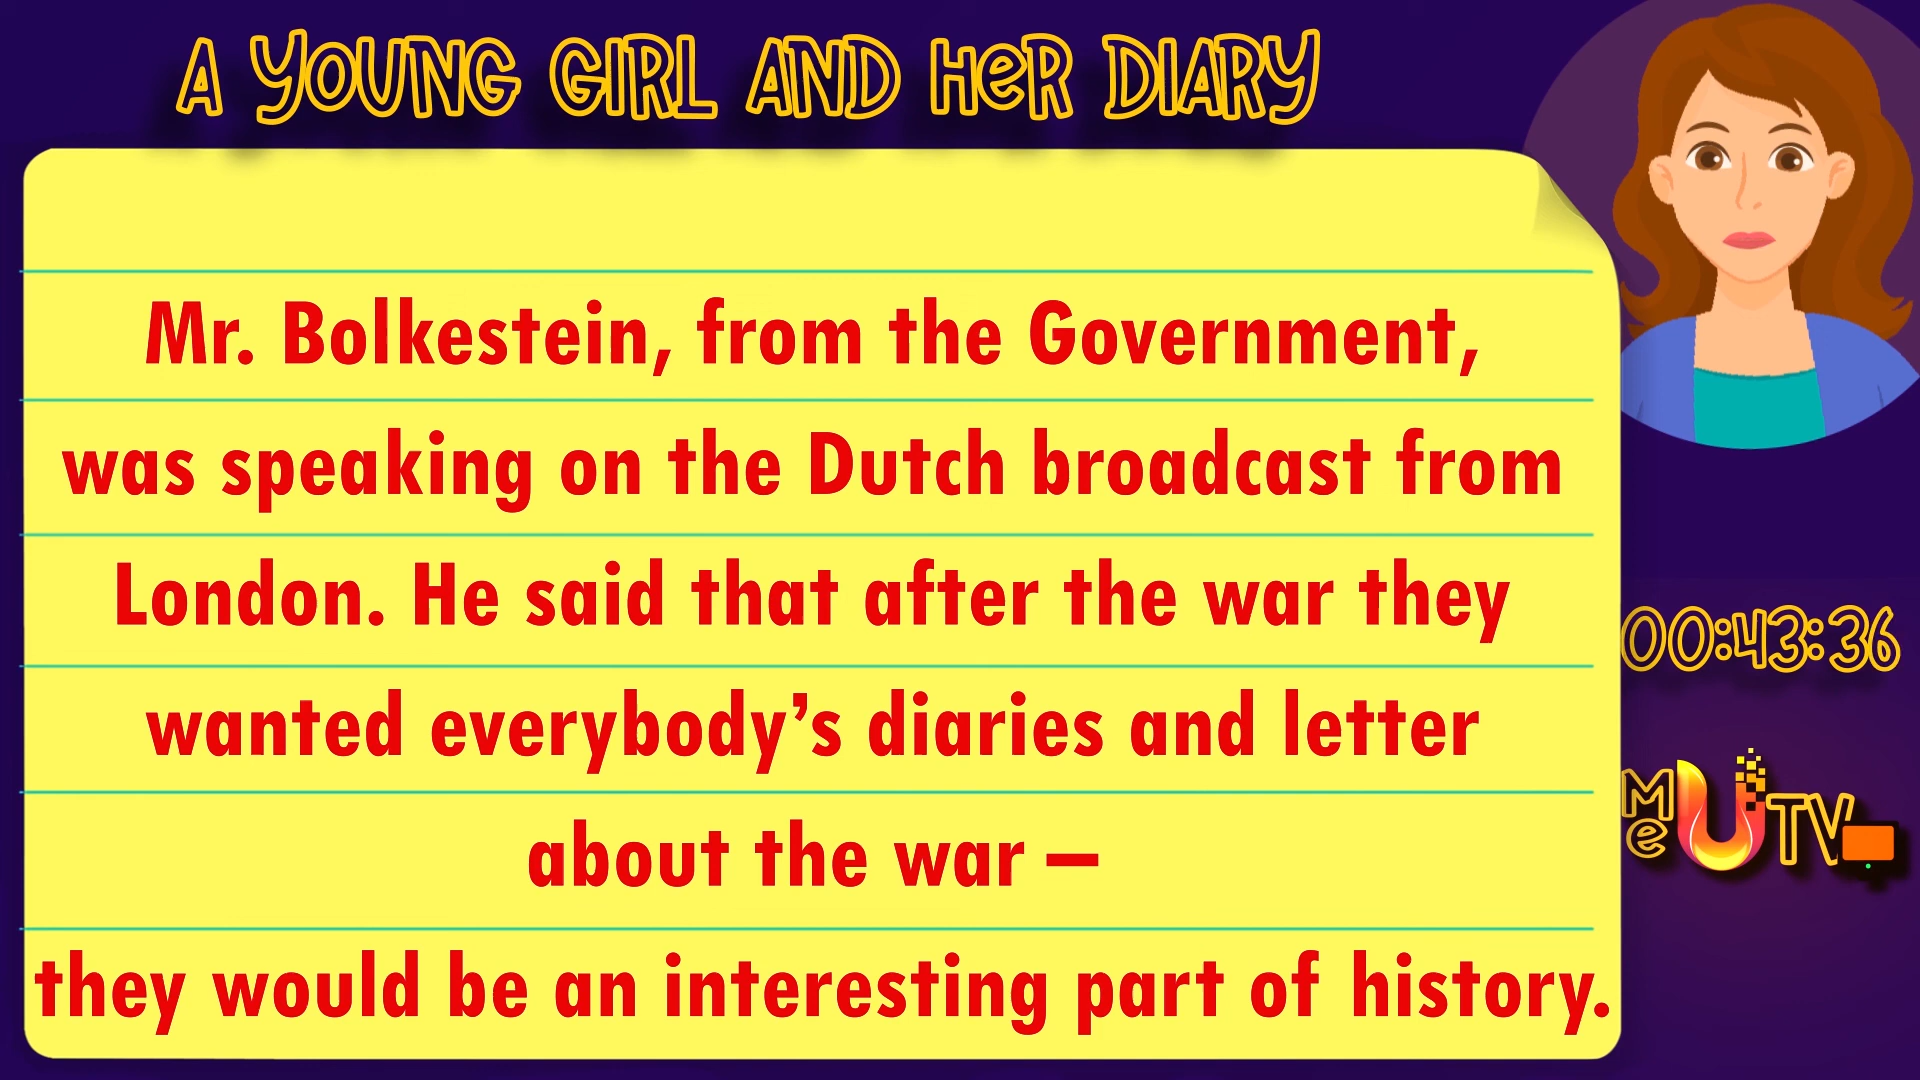 A YOUNG GIRL AND HeR DIARY
Mr. Bolkestein, from the Government,
was speaking on the Dutch broadcast from
London. He said that after the war they
wanted everybody’s diaries and letter
about the war –
they would be an interesting part of history.
00:43:36
Me UTV